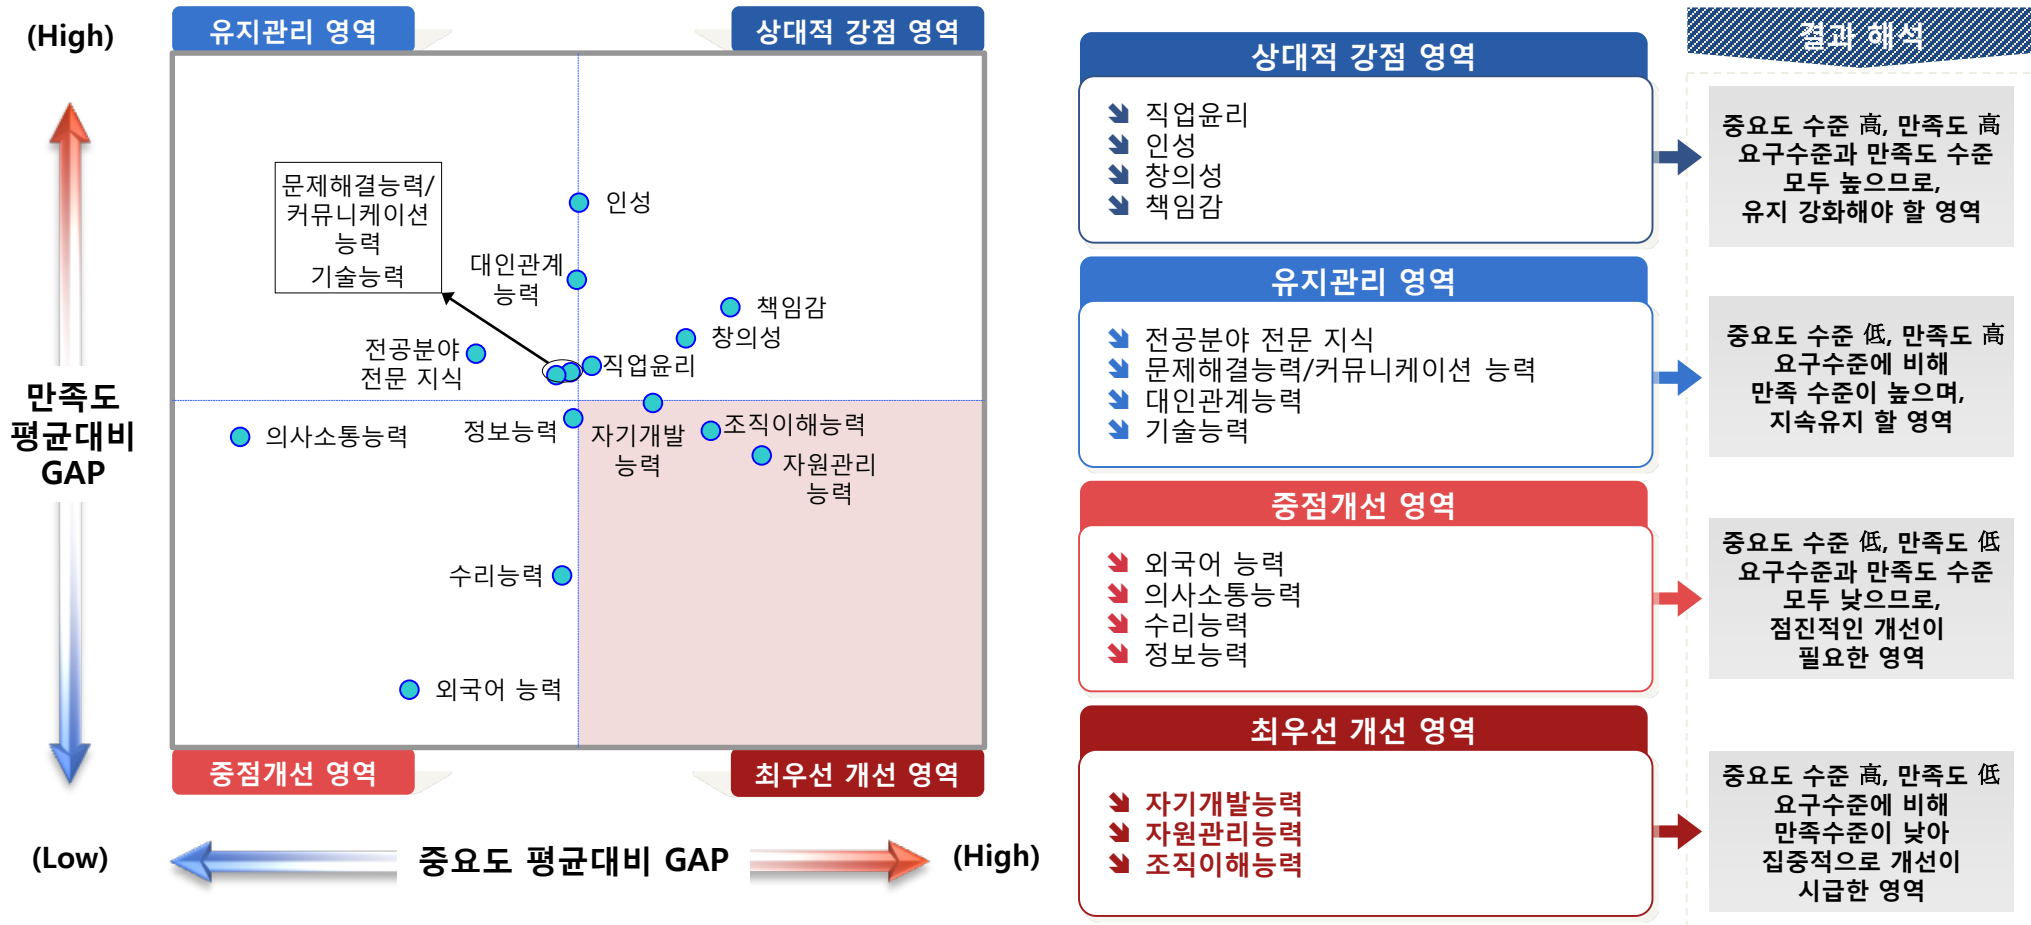 (High)
유지관리 영역
상대적 강점 영역
문제해결능력/
커뮤니케이션
능력
기술능력
인성
대인관계
능력
책임감
창의성
전공분야
전문 지식
직업윤리
만족도
평균대비
GAP
의사소통능력
정보능력
자기개발
능력
조직이해능력
자원관리
능력
수리능력
외국어 능력
중점개선 영역
최우선 개선 영역
(Low)
중요도 평균대비 GAP
(High)
상대적 강점 영역
직업윤리
인성
창의성
책임감
유지관리 영역
전공분야 전문 지식
문제해결능력/커뮤니케이션 능력
대인관계능력
기술능력
중점개선 영역
외국어 능력
의사소통능력
수리능력
정보능력
최우선 개선 영역
자기개발능력
자원관리능력
조직이해능력
결과 해석
중요도 수준 高, 만족도 高
요구수준과 만족도 수준
모두 높으므로,
유지 강화해야 할 영역
중요도 수준 低, 만족도 高
요구수준에 비해
만족 수준이 높으며,
지속유지 할 영역
중요도 수준 低, 만족도 低
요구수준과 만족도 수준
모두 낮으므로,
점진적인 개선이
필요한 영역
중요도 수준 高, 만족도 低
요구수준에 비해
만족수준이 낮아
집중적으로 개선이
시급한 영역